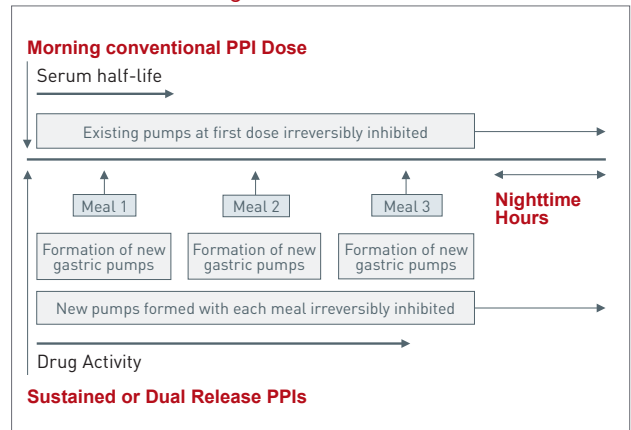 Morning conventional PPI Dose
Serum half-life
Existing pumps at first dose irreversibly inhibited
Meal 1
Meal 2
Meal 3
Nighttime
Hours
Formation of new
gastric pumps
Formation of new
gastric pumps
Formation of new
gastric pumps
New pumps formed with each meal irreversibly inhibited
Drug Activity
Sustained or Dual Release PPIs